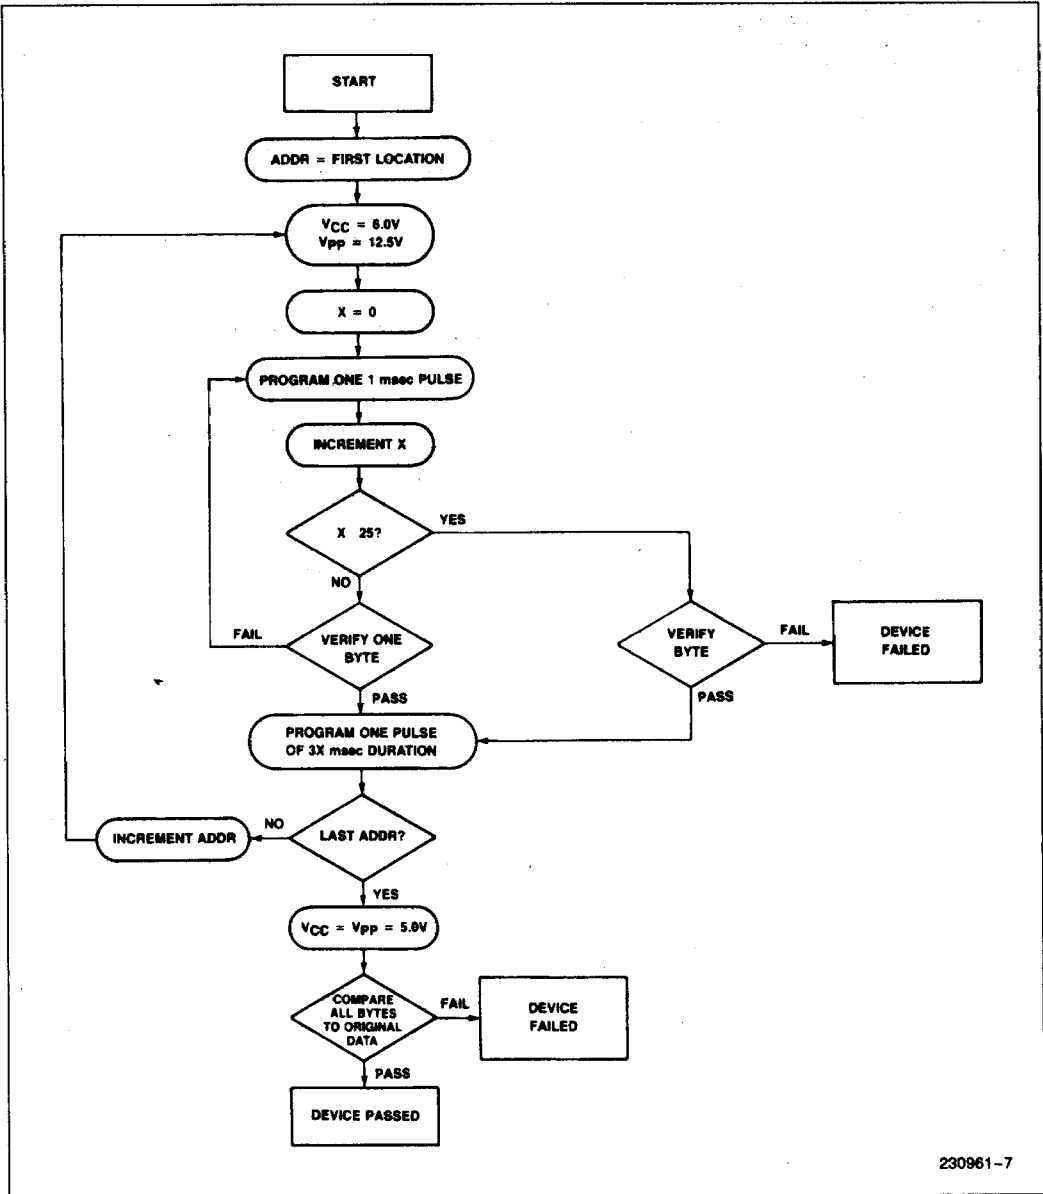 START
ADDR = FIRST LOCATION
VCC = 6.0V
Vpp = 12.5V
X = 0
PROGRAM ONE 1 msec PULSE
INCREMENT X
X 25?
YES
NO
VERIFY ONE
BYTE
FAIL
PASS
VERIFY
BYTE
FAIL
DEVICE
FAILED
PASS
PROGRAM ONE PULSE
OF 3X msec DURATION
LAST ADDR?
NO
INCREMENT ADDR
YES
VCC = VPP = 5.0V
COMPARE
ALL BYTES
TO ORIGINAL
DATA
FAIL
DEVICE
FAILED
PASS
DEVICE PASSED
230961-7